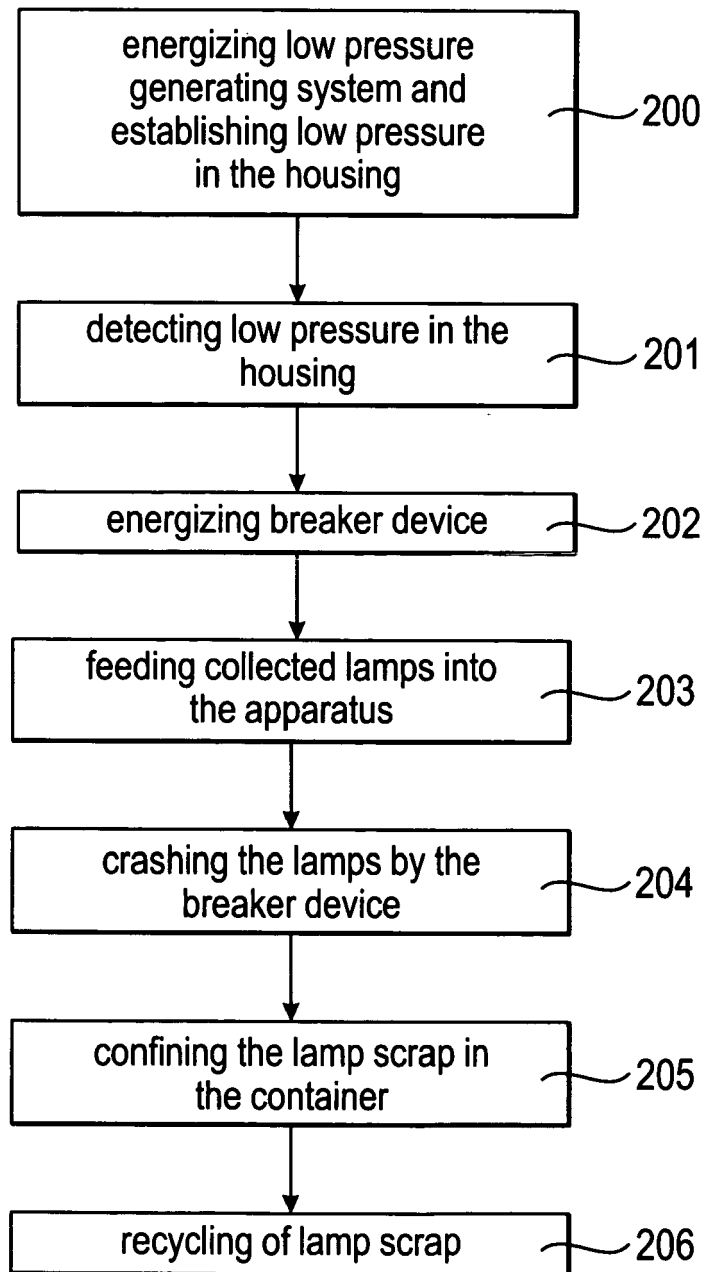 energizing low pressure
generating system and
establishing low pressure
in the housing
200
detecting low pressure in the
housing
201
energizing breaker device
202
feeding collected lamps into
the apparatus
203
crashing the lamps by the
breaker device
204
confining the lamp scrap in
the container
205
recycling of lamp scrap
206